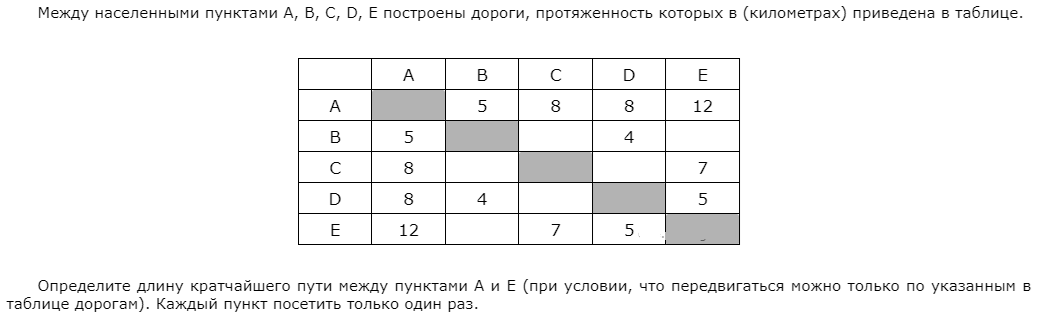 Между населенными пунктами A, B, C, D, E построены дороги, протяженность которых в (километрах) приведена в таблице.
A B C D E
A 5 8 8 12
B 5 4
C 8 7
D 8 4 5
E 12 7 5
Определите длину кратчайшего пути между пунктами A и E (при условии, что передвигаться можно только по указанным в
таблице дорогам). Каждый пункт посетить только один раз.